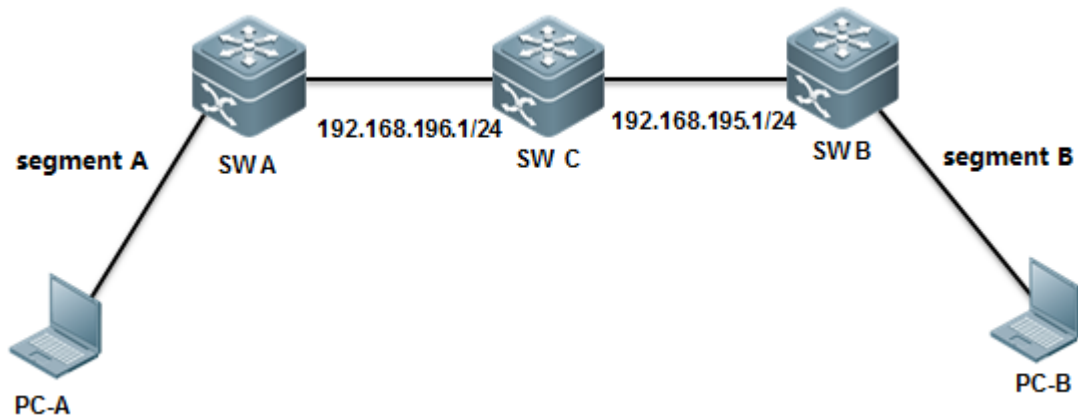 192.168.196.1/24
192.168.195.1/24
segment A
SW A
SW C
SW B
segment B
PC-A
PC-B